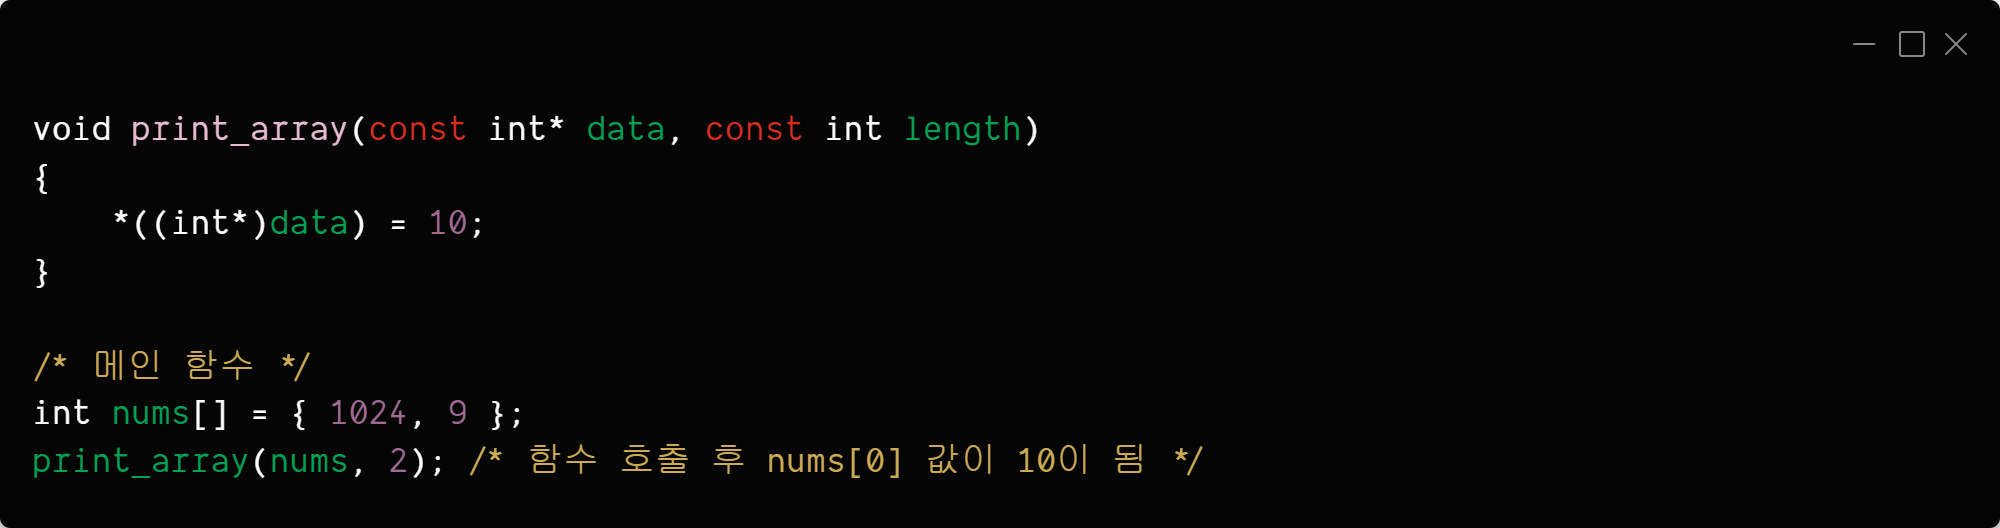 void print_array(const int* data, const int length)
{
    *((int*)data) = 10;
}
/* 메인 함수 */
int nums[] = { 1024, 9 };
print_array(nums, 2); /* 함수 호출 후 nums[0] 값이 10이 됨 */